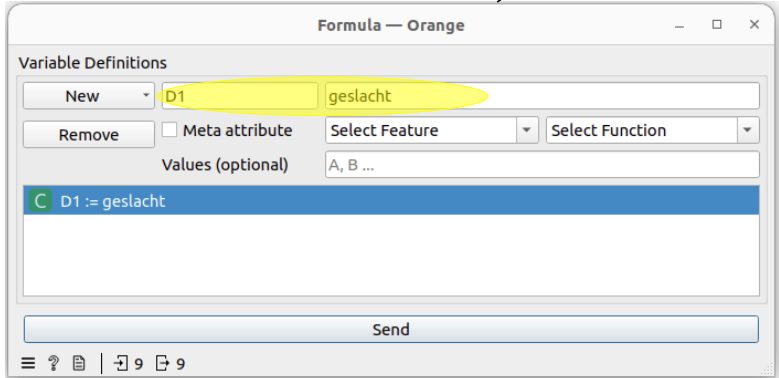 Formula — Orange
Variable Definitions
New D1 geslacht
Remove Meta attribute Select Feature Select Function
Values (optional) A, B ...
C D1 := geslacht
Send
9 9